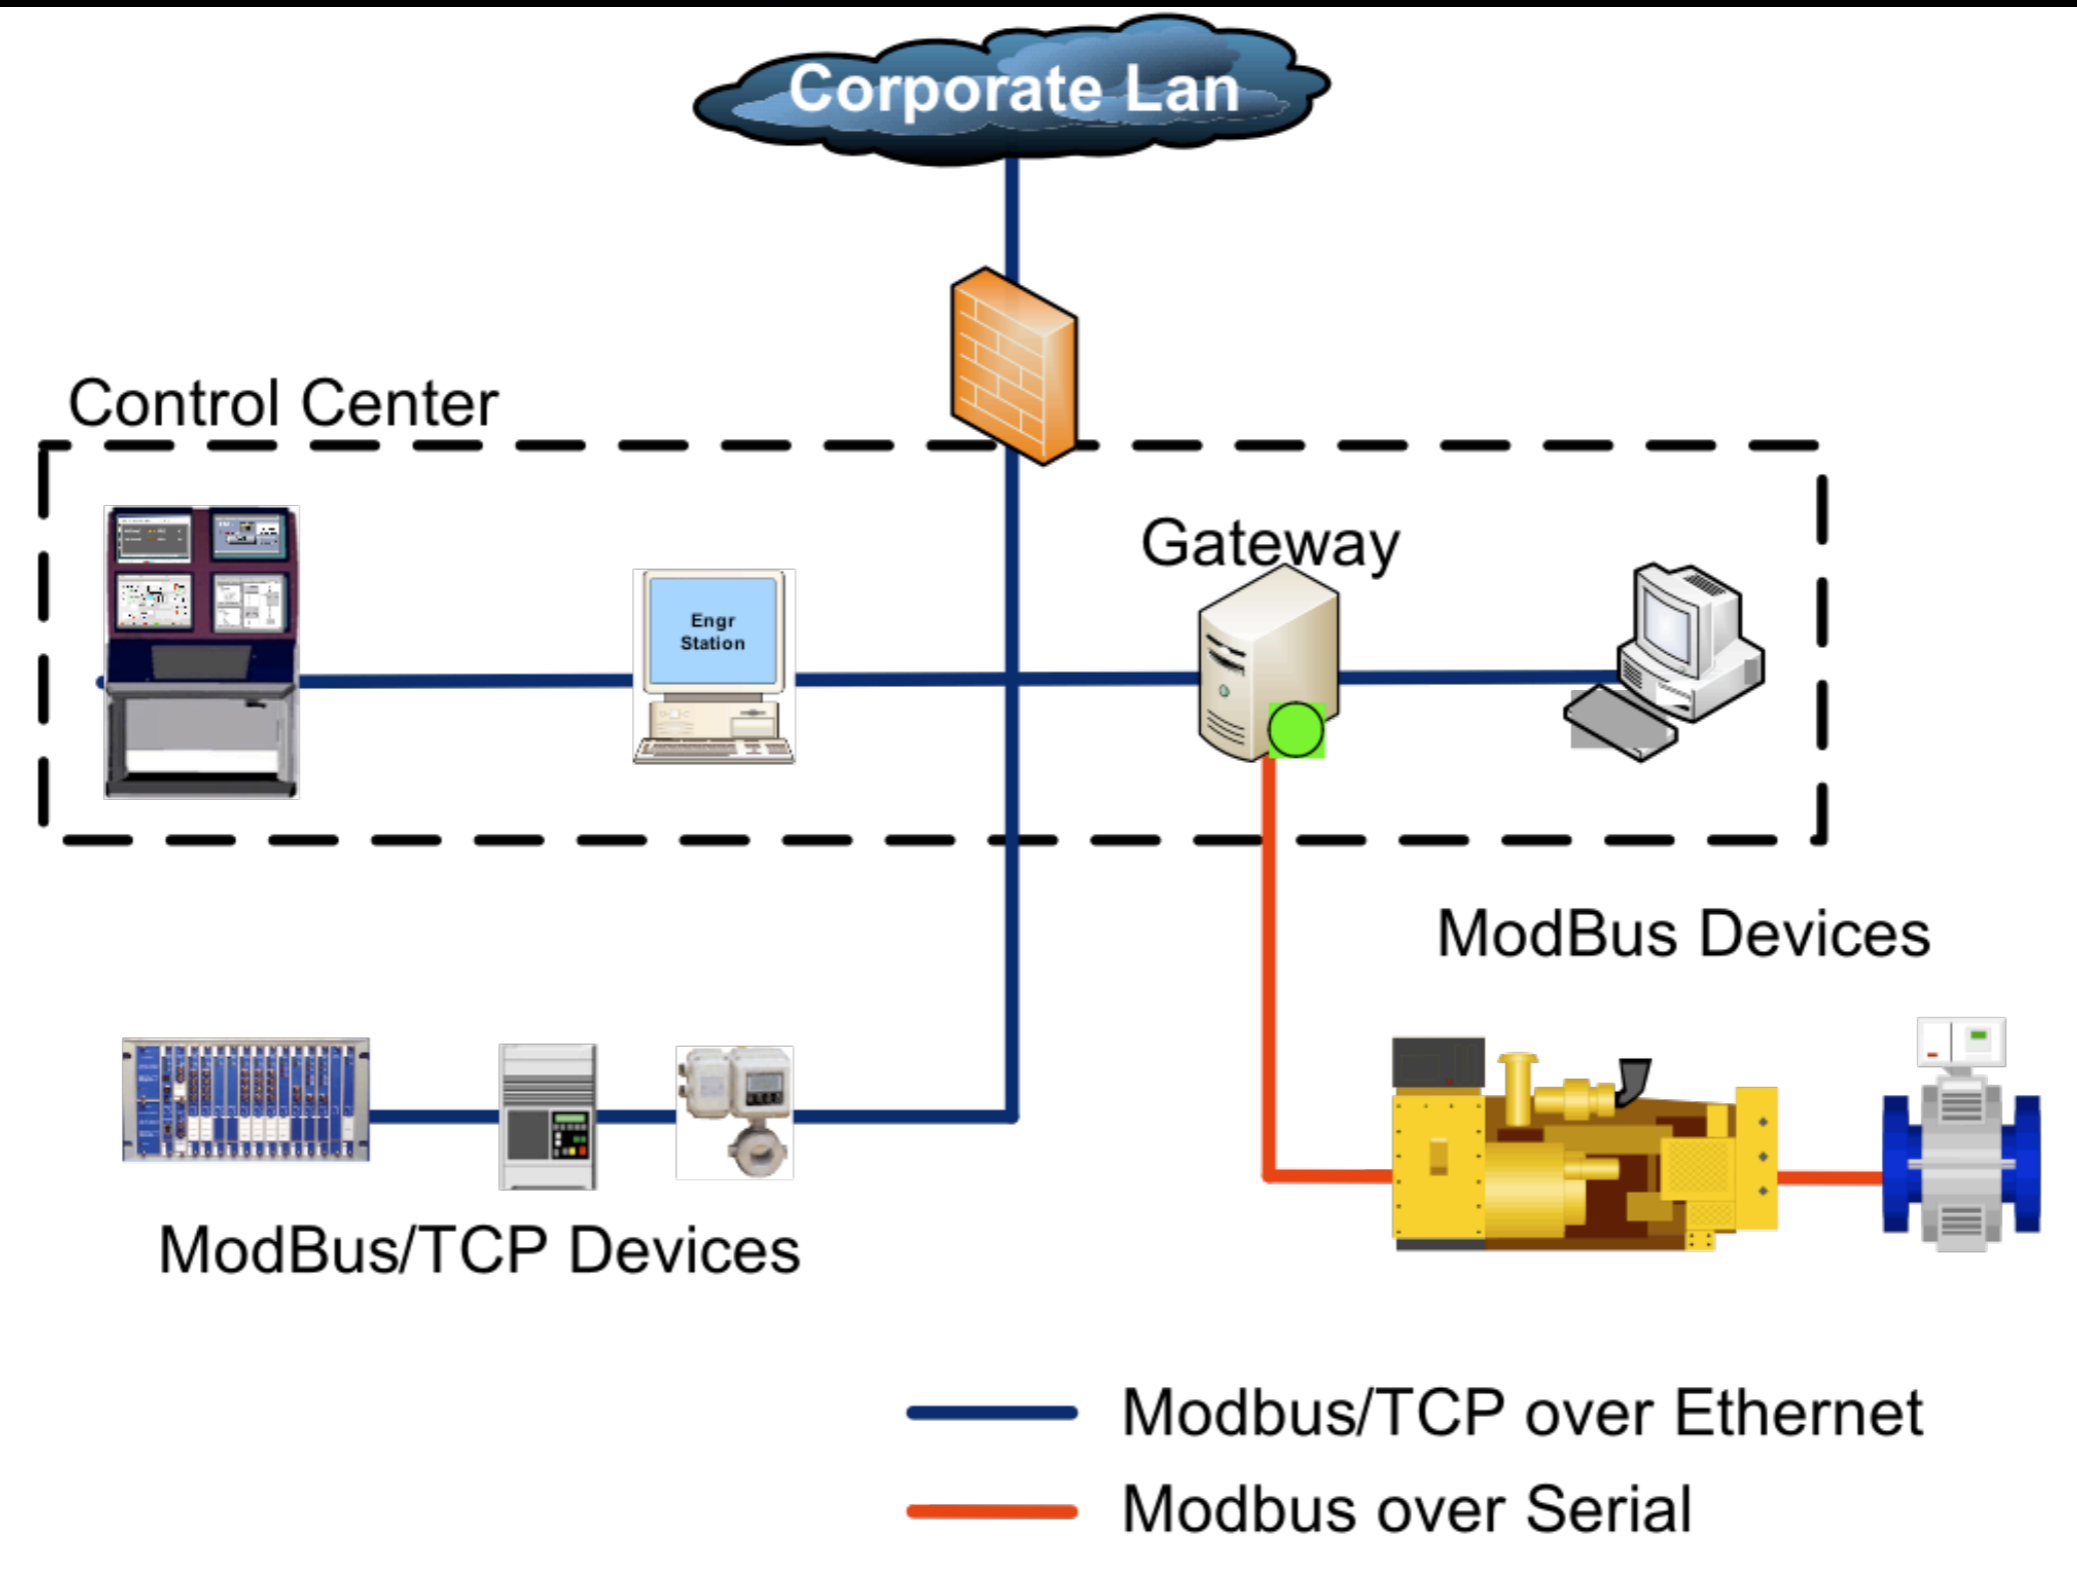 Corporate Lan
Control Center
Gateway
Engr
Station
ModBus Devices
ModBus/TCP Devices
Modbus/TCP over Ethernet
Modbus over Serial